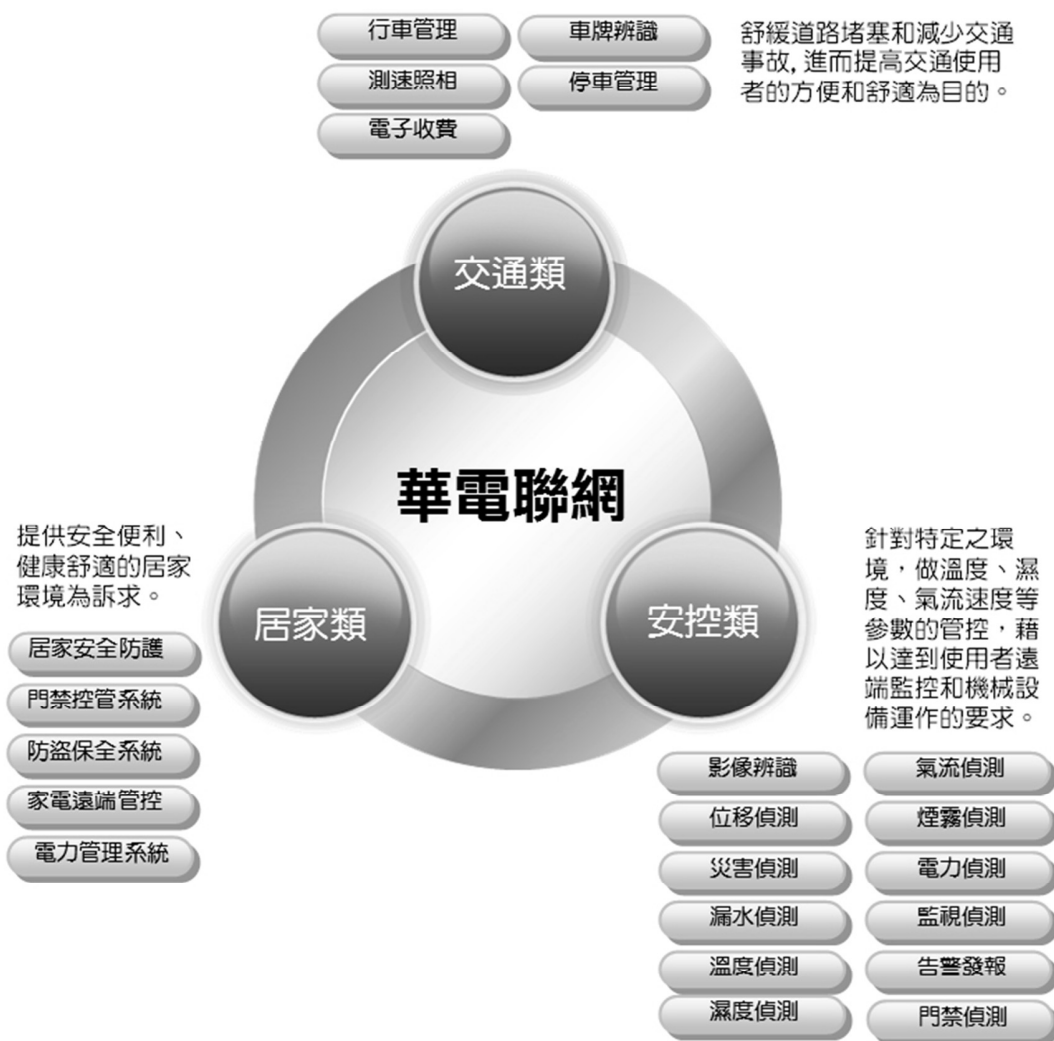 行車管理
車牌辨識
測速照相
停車管理
電子收費
舒緩道路堵塞和減少交通
事故,進而提高交通使用
者的方便和舒適為目的。
交通類
華電聯網
提供安全便利、
健康舒適的居家
環境為訴求。
居家類
居家安全防護
門禁控管系統
防盜保全系統
家電遠端管控
電力管理系統
安控類
針對特定之環
境，做溫度、濕
度、氣流速度等
參數的管控，藉
以達到使用者遠
端監控和機械設
備運作的要求。
影像辨識
氣流偵測
位移偵測
煙霧偵測
災害偵測
電力偵測
漏水偵測
監視偵測
溫度偵測
告警發報
濕度偵測
門禁偵測